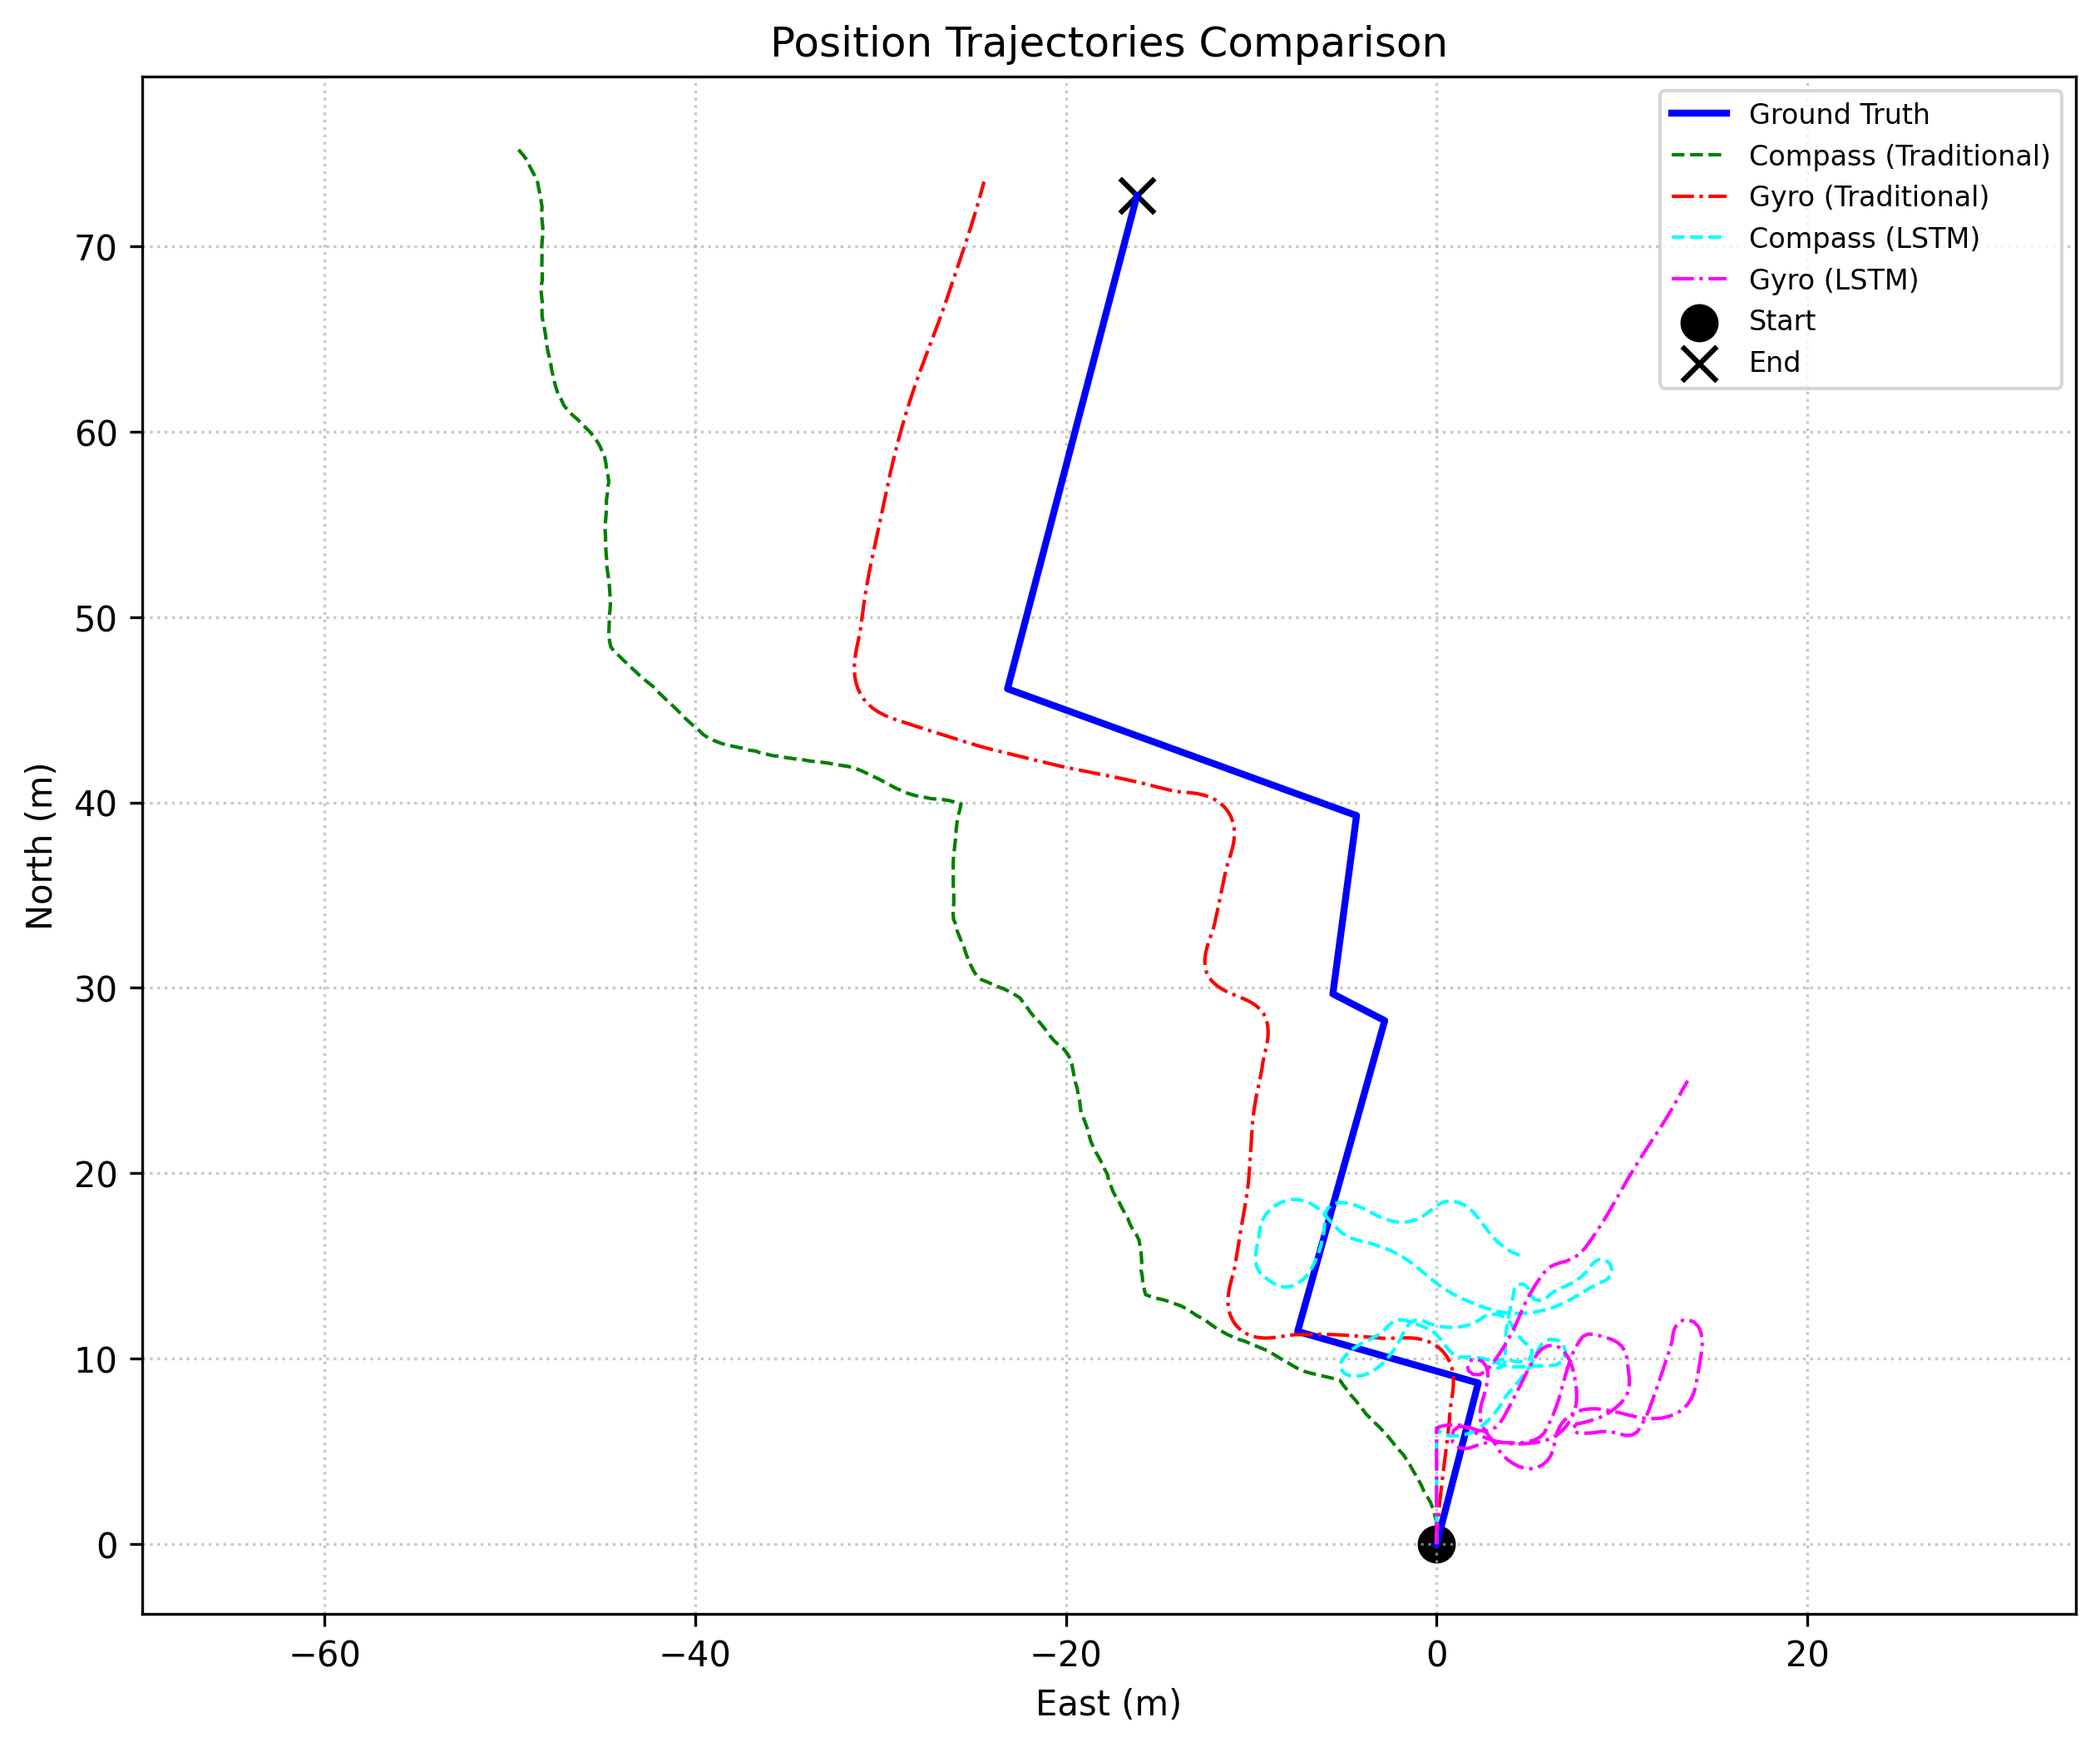 Position Trajectories Comparison
Ground Truth
Compass (Traditional)
Gyro (Traditional)
Compass (LSTM)
Gyro (LSTM)
Start
End
North (m)
70
60
50
40
30
20
10
0
−60 −40 −20 0 20
East (m)